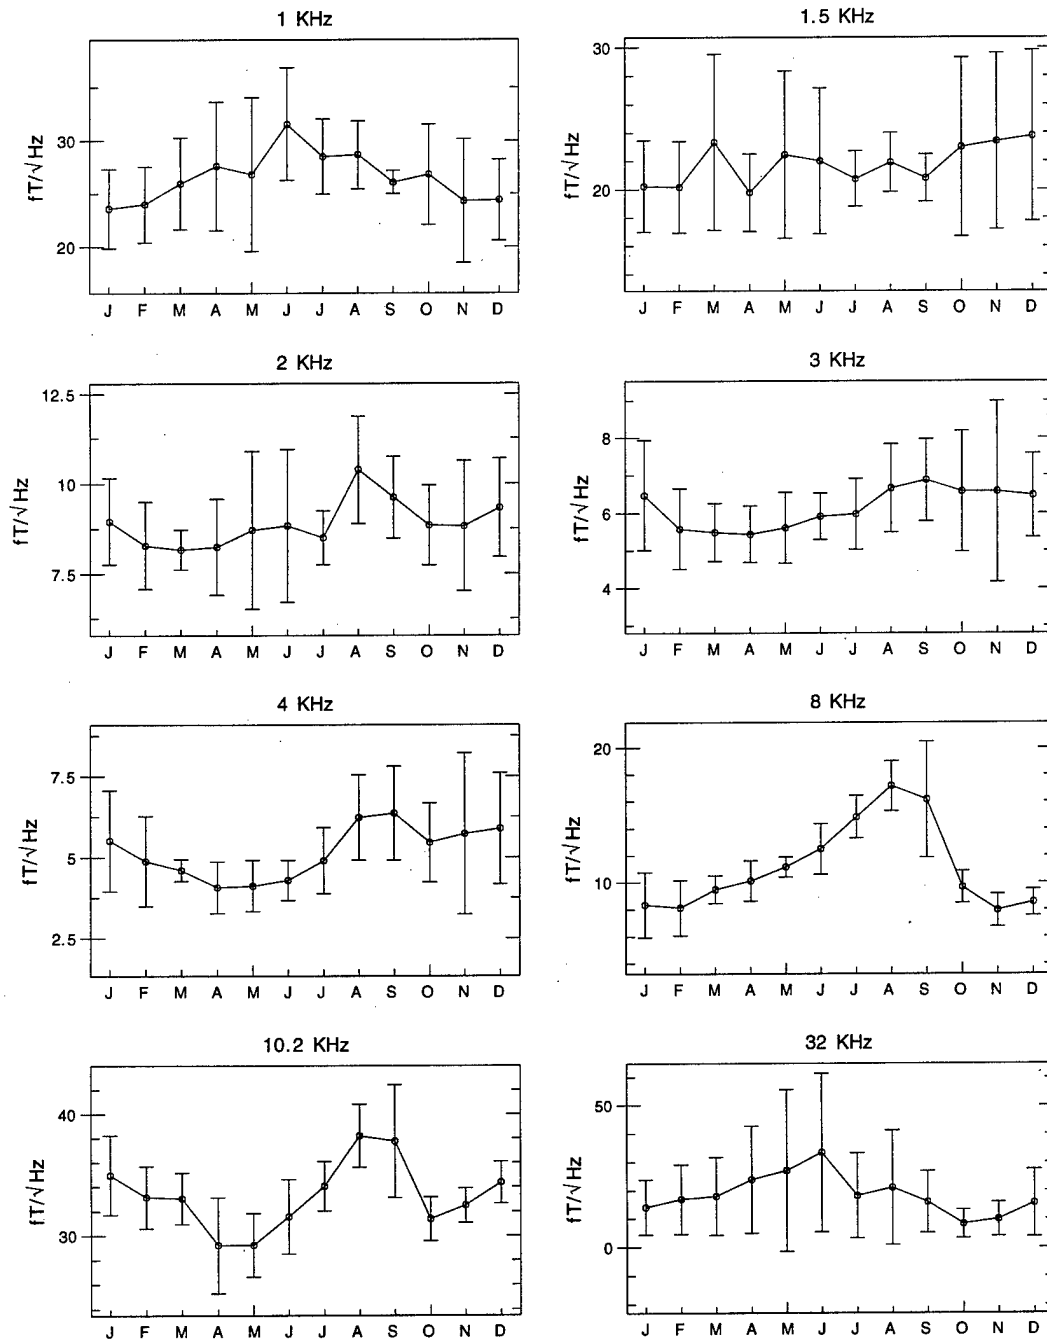 1 KHz
fT/√Hz
30
20
J F M A M J J A S O N D
1.5 KHz
fT/√Hz
30
20
J F M A M J J A S O N D
2 KHz
fT/√Hz
12.5
10
7.5
J F M A M J J A S O N D
3 KHz
fT/√Hz
8
6
4
J F M A M J J A S O N D
4 KHz
fT/√Hz
7.5
5
2.5
J F M A M J J A S O N D
8 KHz
fT/√Hz
20
10
J F M A M J J A S O N D
10.2 KHz
fT/√Hz
40
30
J F M A M J J A S O N D
32 KHz
fT/√Hz
50
0
J F M A M J J A S O N D